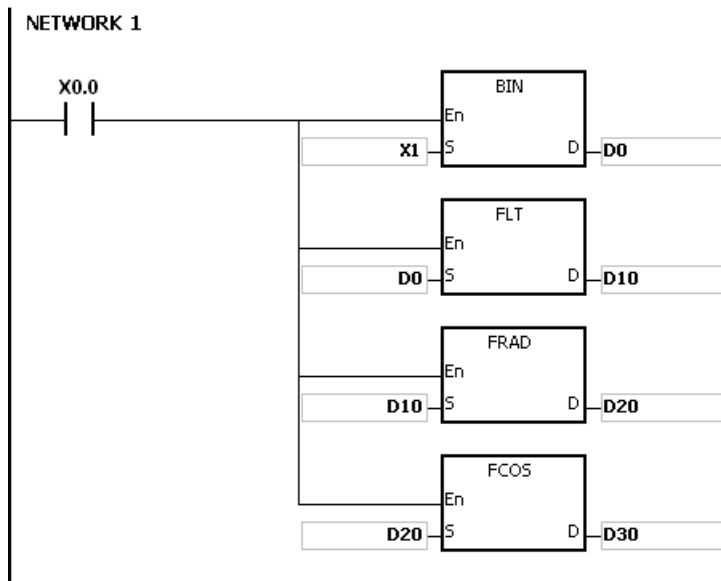 NETWORK 1
X0.0
BIN
En
X1 S D D0
FLT
En
D0 S D D10
FRAD
En
D10 S D D20
FCOS
En
D20 S D D30